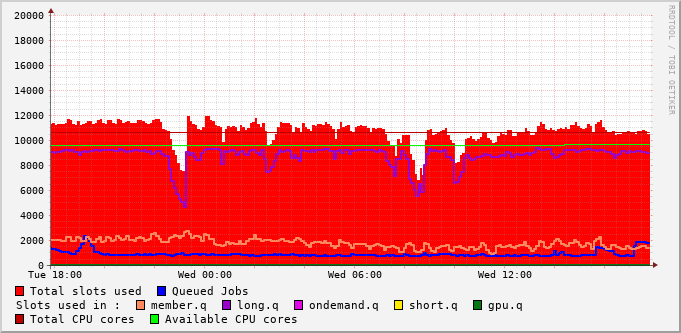 RRDTOOL / TOBI OETIKER
20000
18000
16000
14000
12000
10000
8000
6000
4000
2000
0
Tue 18:00 Wed 00:00 Wed 06:00 Wed 12:00
Total slots used Queued Jobs
Slots used in : member.q long.q ondemand.q short.q gpu.q
Total CPU cores Available CPU cores